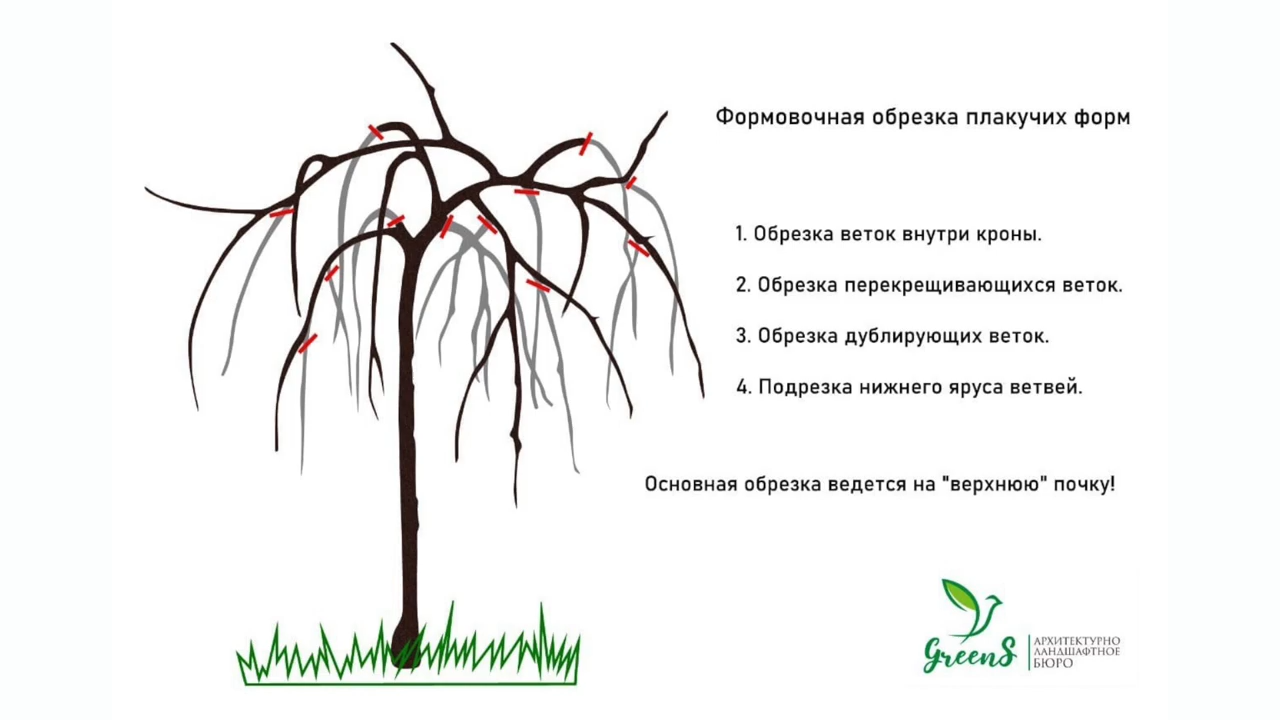 Формовочная обрезка плакучих форм
1. Обрезка веток внутри кроны.
2. Обрезка перекрещивающихся веток.
3. Обрезка дублирующих веток.
4. Подрезка нижнего яруса ветвей.
Основная обрезка ведется на "верхнюю" почку!
GreenS
АРХИТЕКТУРНО
ЛАНДШАФТНОЕ
БЮРО